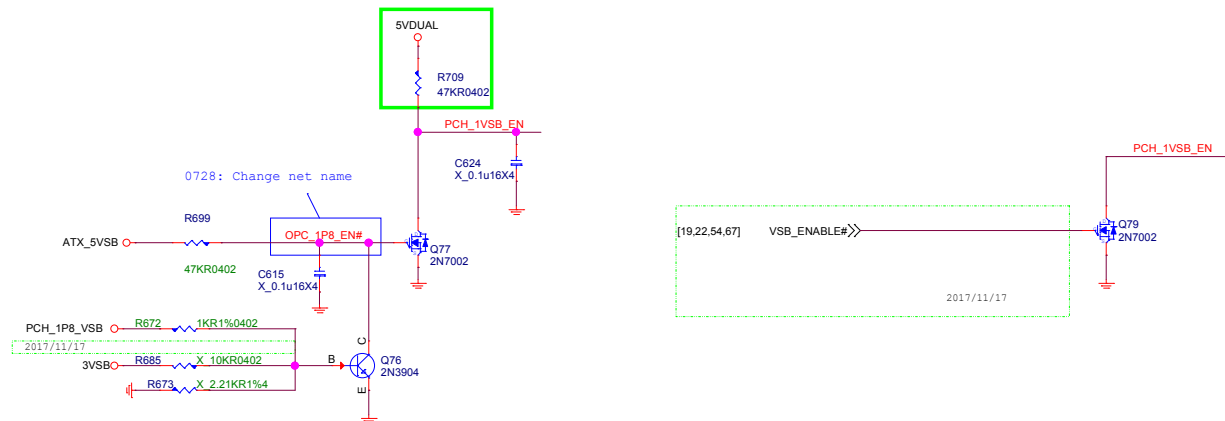 5VDUAL
R709
47KR0402
PCH_1VSB_EN
C624
X_0.1u16X4
0728: Change net name
R699
ATX_5VSB
OPC_1P8_EN#
47KR0402
C615
X_0.1u16X4
Q77
2N7002
PCH_1P8_VSB
R672
1KR1%0402
2017/11/17
3VSB
R685
X_10KR0402
R673
X_2.21KR1%4
B
C
E
Q76
2N3904
PCH_1VSB_EN
[19,22,54,67]
VSB_ENABLE#
Q79
2N7002
2017/11/17